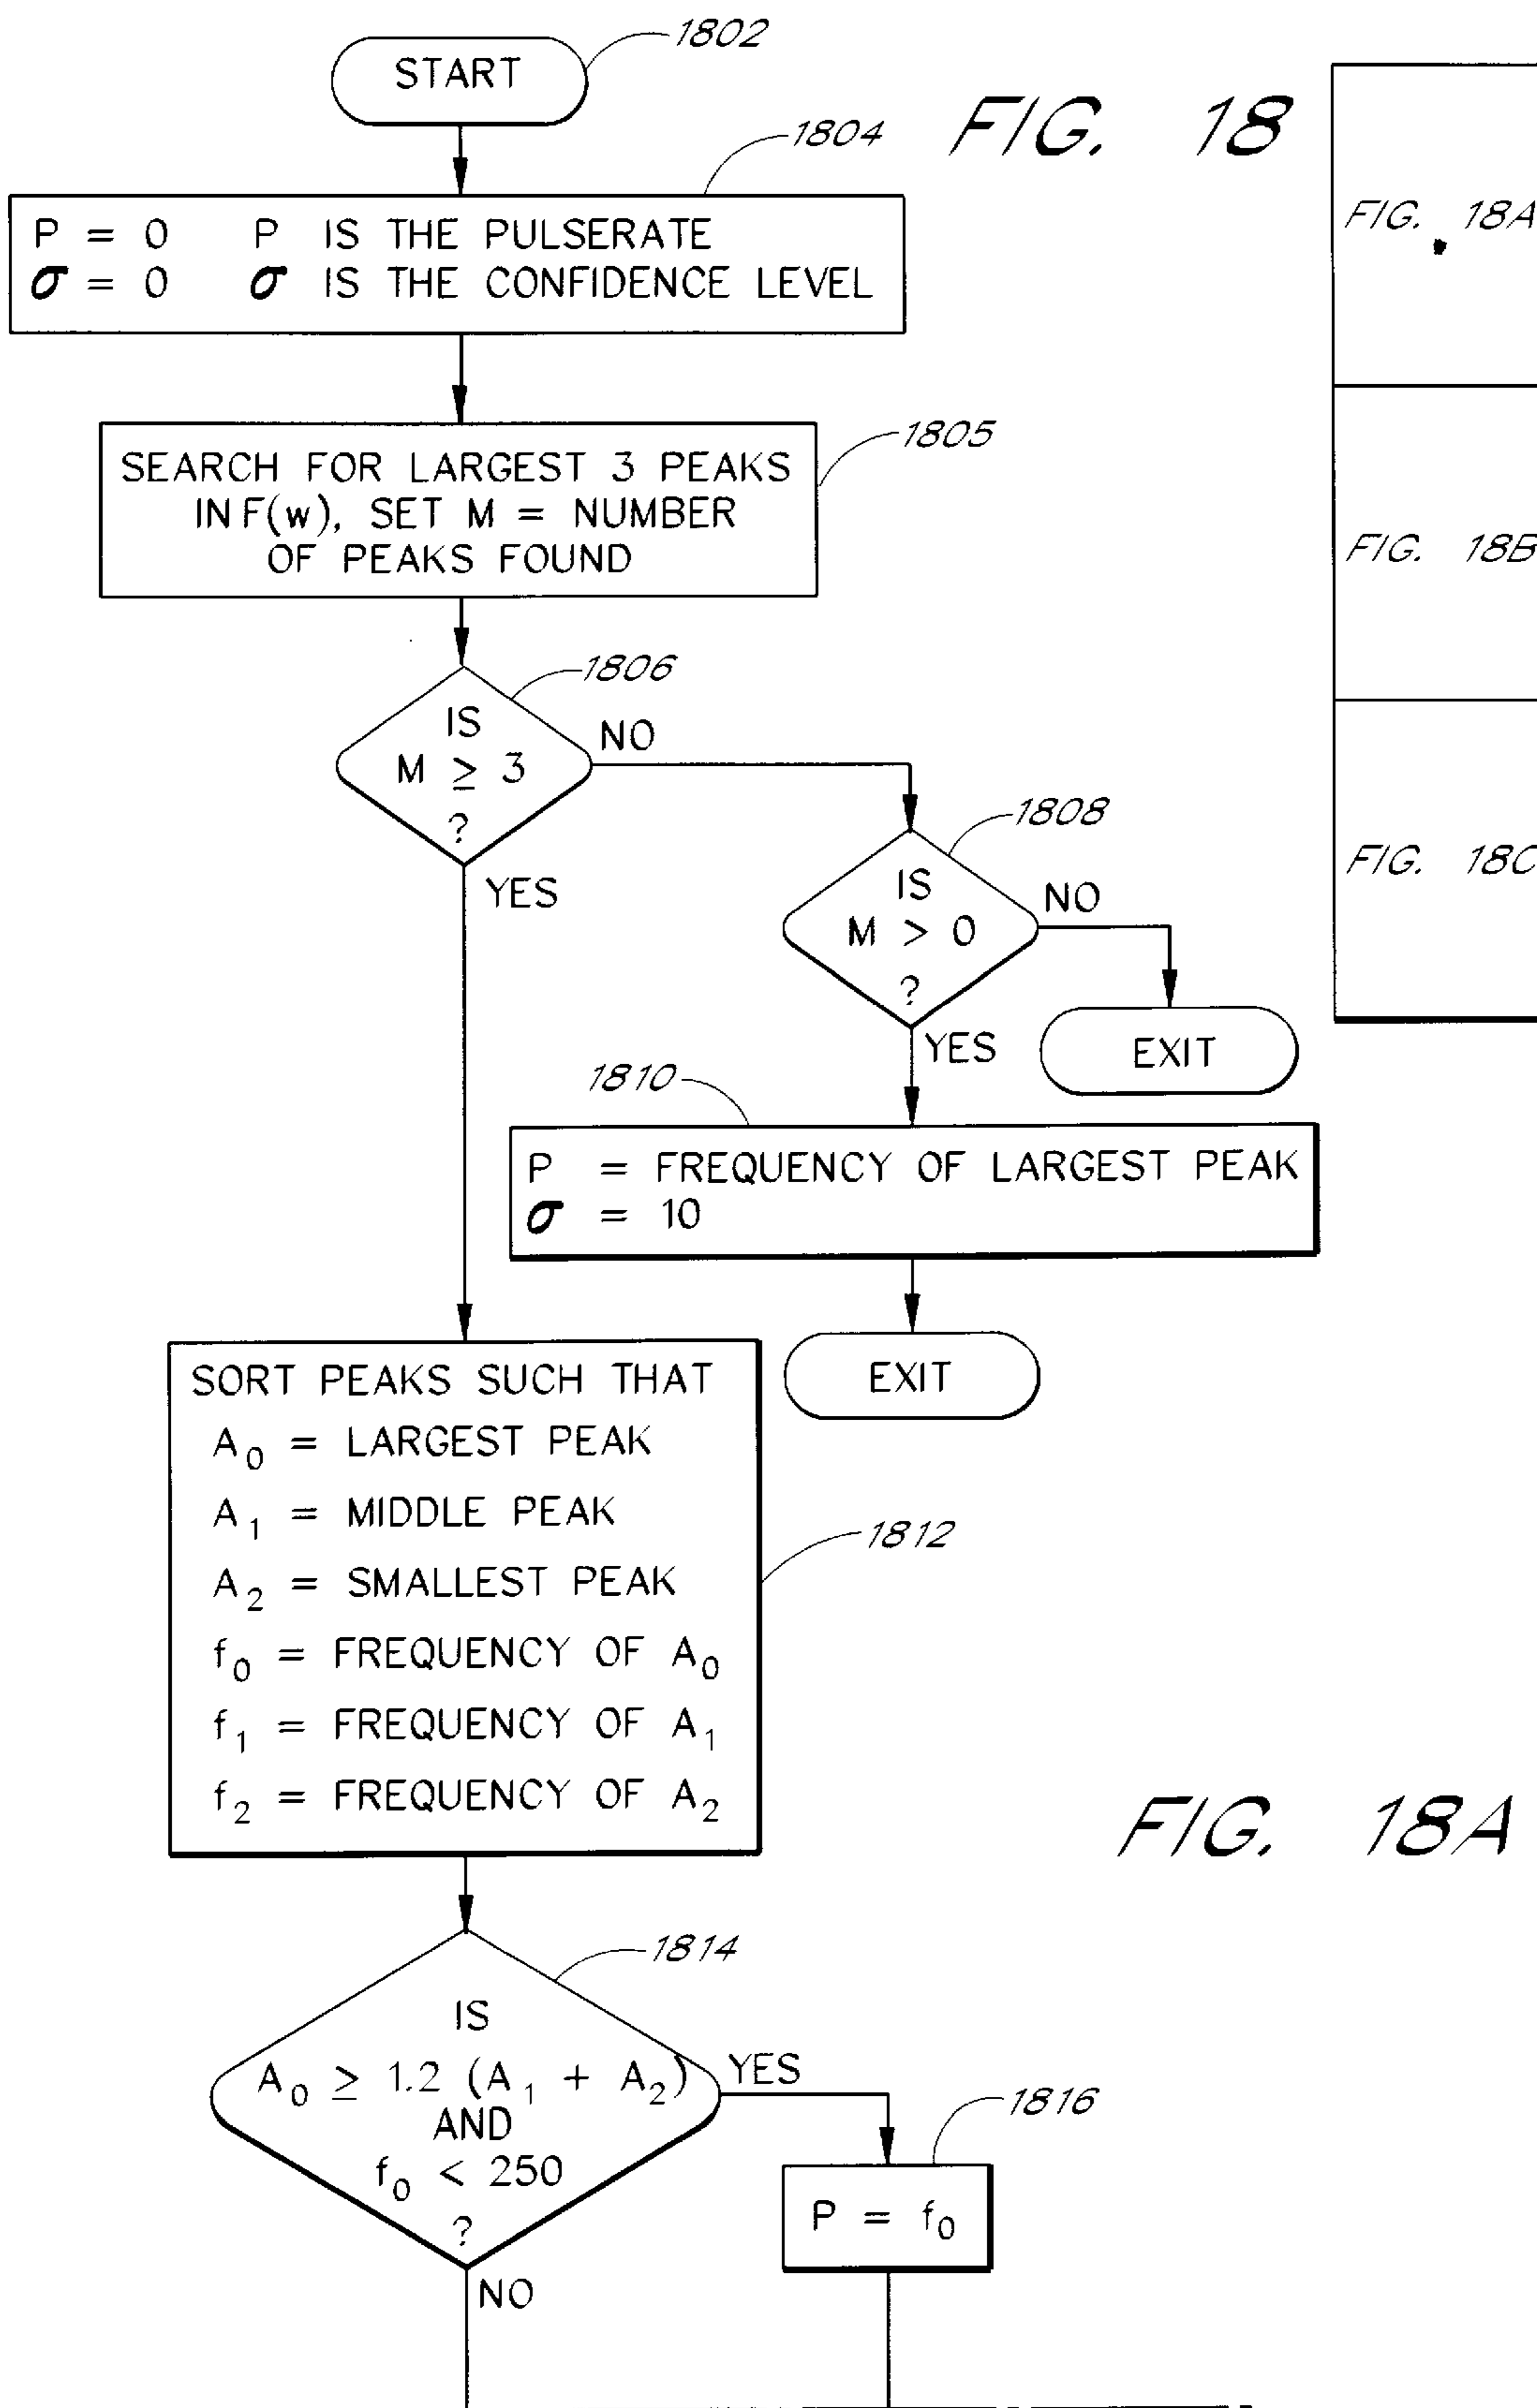 1802
START
FIG. 18
1804
P = 0 P IS THE PULSERATE
σ = 0 σ IS THE CONFIDENCE LEVEL
FIG. 18A
1805
SEARCH FOR LARGEST 3 PEAKS
IN F(w), SET M = NUMBER
OF PEAKS FOUND
FIG. 18B
1806
IS
M ≥ 3
?
NO
YES
1808
IS
M > 0
?
NO
YES
FIG. 18C
EXIT
1810
P = FREQUENCY OF LARGEST PEAK
σ = 10
EXIT
SORT PEAKS SUCH THAT
A₀ = LARGEST PEAK
A₁ = MIDDLE PEAK
A₂ = SMALLEST PEAK
f₀ = FREQUENCY OF A₀
f₁ = FREQUENCY OF A₁
f₂ = FREQUENCY OF A₂
1812
FIG. 18A
1814
IS
A₀ ≥ 1.2 (A₁ + A₂)
AND
f₀ < 250
?
YES
NO
1816
P = f₀